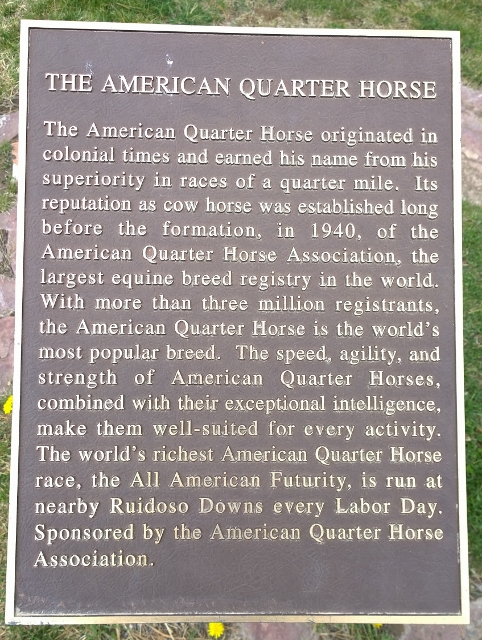 THE AMERICAN QUARTER HORSE
The American Quarter Horse originated in
colonial times and earned his name from his
superiority in races of a quarter mile. Its
reputation as cow horse was established long
before the formation, in 1940, of the
American Quarter Horse Association, the
largest equine breed registry in the world.
With more than three million registrants,
the American Quarter Horse is the world's
most popular breed. The speed, agility, and
strength of American Quarter Horses,
combined with their exceptional intelligence,
make them well-suited for every activity.
The world's richest American Quarter Horse
race, the All American Futurity, is run at
nearby Ruidoso Downs every Labor Day.
Sponsored by the American Quarter Horse
Association.